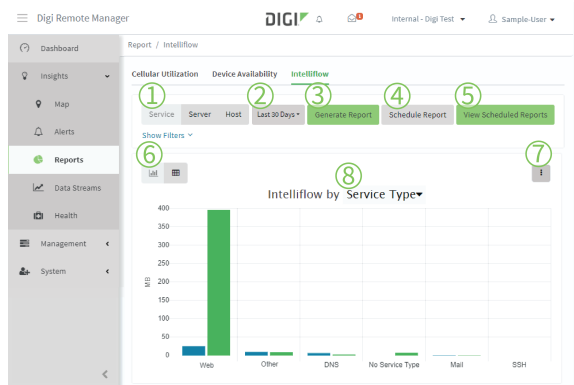 Digi Remote Manager
DIGI
Internal - Digi Test
Sample-User
Dashboard
Insights
Map
Alerts
Reports
Data Streams
Health
Management
System
Report / Intelliflow
Cellular Utilization Device Availability Intelliflow
1 2 3 4 5
Service Server Host Last 30 Days Generate Report Schedule Report View Scheduled Reports
Show Filters
6 7
8
Intelliflow by Service Type
400
350
300
250
200
150
100
50
0
MB
Web Other DNS No Service Type Mail SSH